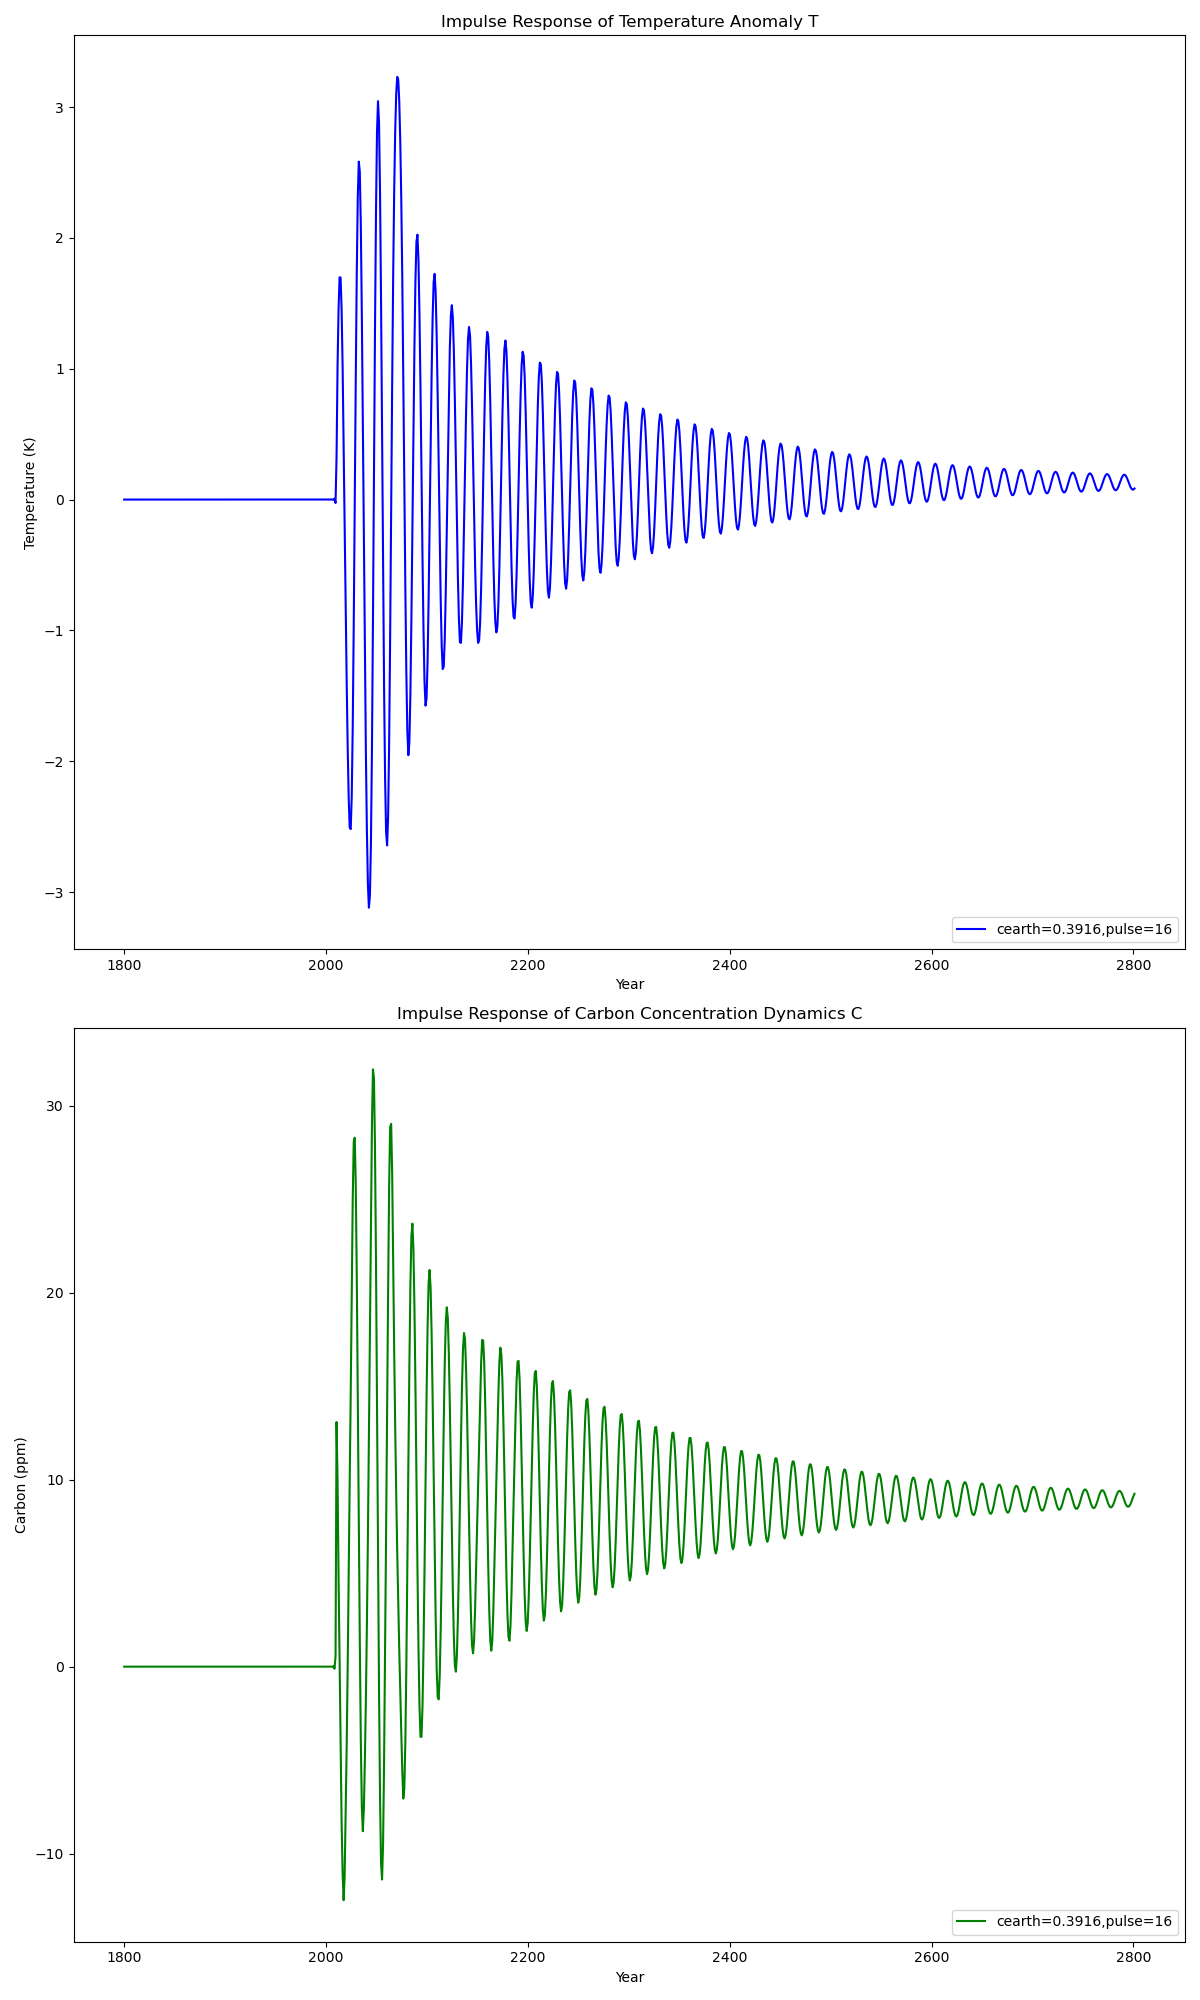 Impulse Response of Temperature Anomaly T
Temperature (K)
3
2
1
0
−1
−2
−3
cearth=0.3916,pulse=16
1800 2000 2200 2400 2600 2800
Year
Impulse Response of Carbon Concentration Dynamics C
Carbon (ppm)
30
20
10
0
−10
cearth=0.3916,pulse=16
1800 2000 2200 2400 2600 2800
Year